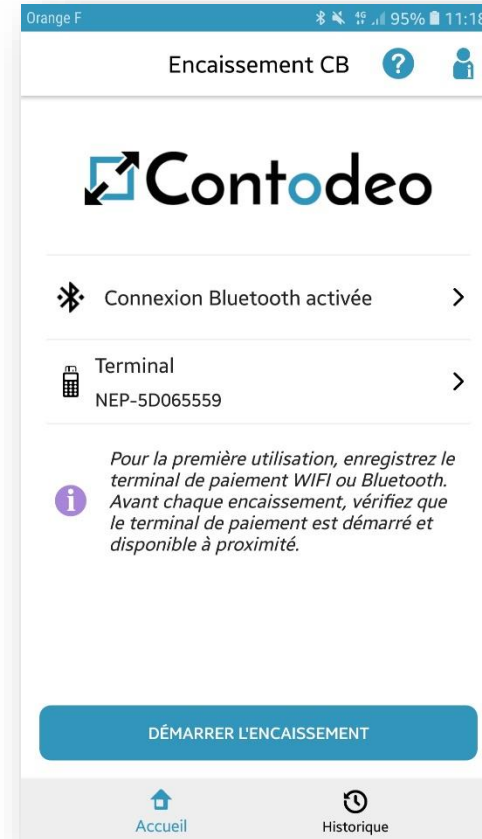 Orange F 4G 95% 11:18
Encaissement CB ?
Contodeo
Connexion Bluetooth activée
Terminal
NEP-5D065559
Pour la première utilisation, enregistrez le
terminal de paiement WIFI ou Bluetooth.
Avant chaque encaissement, vérifiez que
le terminal de paiement est démarré et
disponible à proximité.
DÉMARRER L'ENCAISSEMENT
Accueil Historique